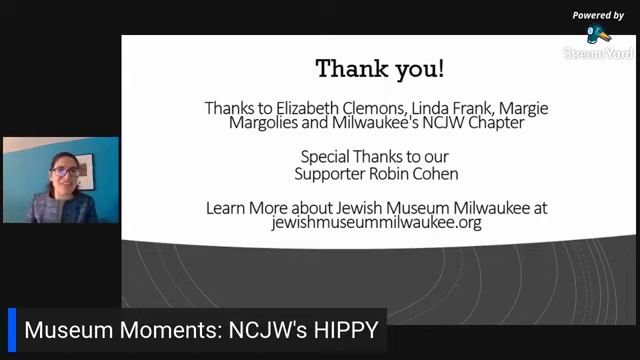 Powered by
StreamYard
Thank you!
Thanks to Elizabeth Clemons, Linda Frank, Margie
Margolies and Milwaukee's NCJW Chapter
Special Thanks to our
Supporter Robin Cohen
Learn More about Jewish Museum Milwaukee at
jewishmuseummilwaukee.org
Museum Moments: NCJW's HIPPY